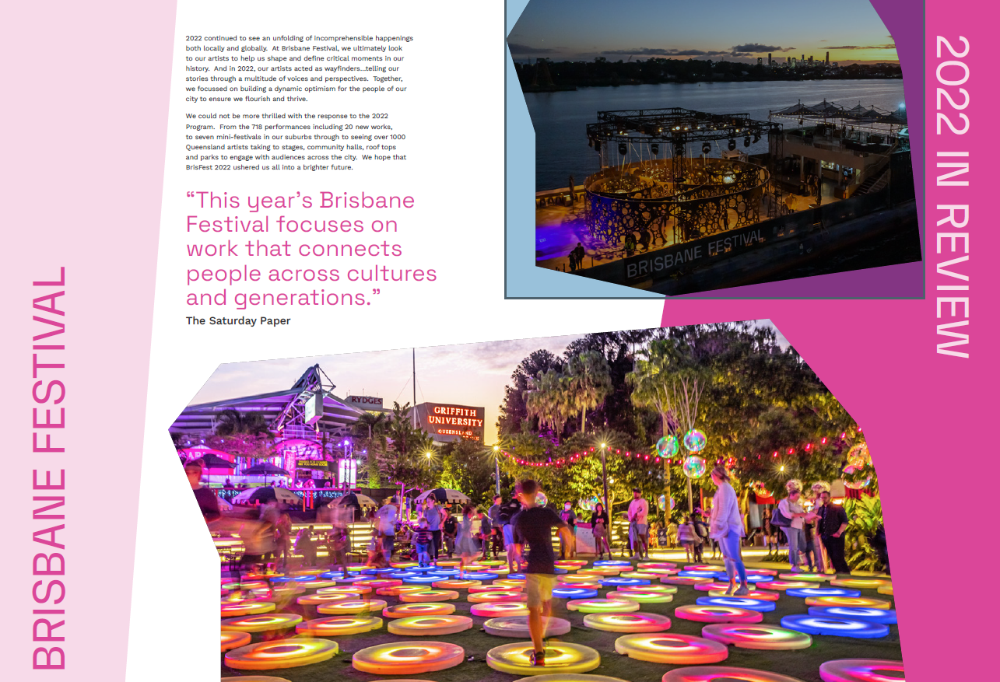 2022 continued to see an unfolding of incomprehensible happenings
both locally and globally.  At Brisbane Festival, we ultimately look
to our artists to help us shape and define critical moments in our
history.  And in 2022, our artists acted as wayfinders...telling our
stories through a multitude of voices and perspectives.  Together,
we focussed on building a dynamic optimism for the people of our
city to ensure we flourish and thrive.
We could not be more thrilled with the response to the 2022
Program.  From the 718 performances including 20 new works,
to seven mini-festivals in our suburbs through to seeing over 1000
Queensland artists taking to stages, community halls, roof tops
and parks to engage with audiences across the city.  We hope that
BrisFest 2022 ushered us all into a brighter future.
“This year’s Brisbane
Festival focuses on
work that connects
people across cultures
and generations.”
The Saturday Paper
BRISBANE FESTIVAL
2022 IN REVIEW
BRISBANE FESTIVAL
RYDGES
GRIFFITH
UNIVERSITY
QUEENSLAND